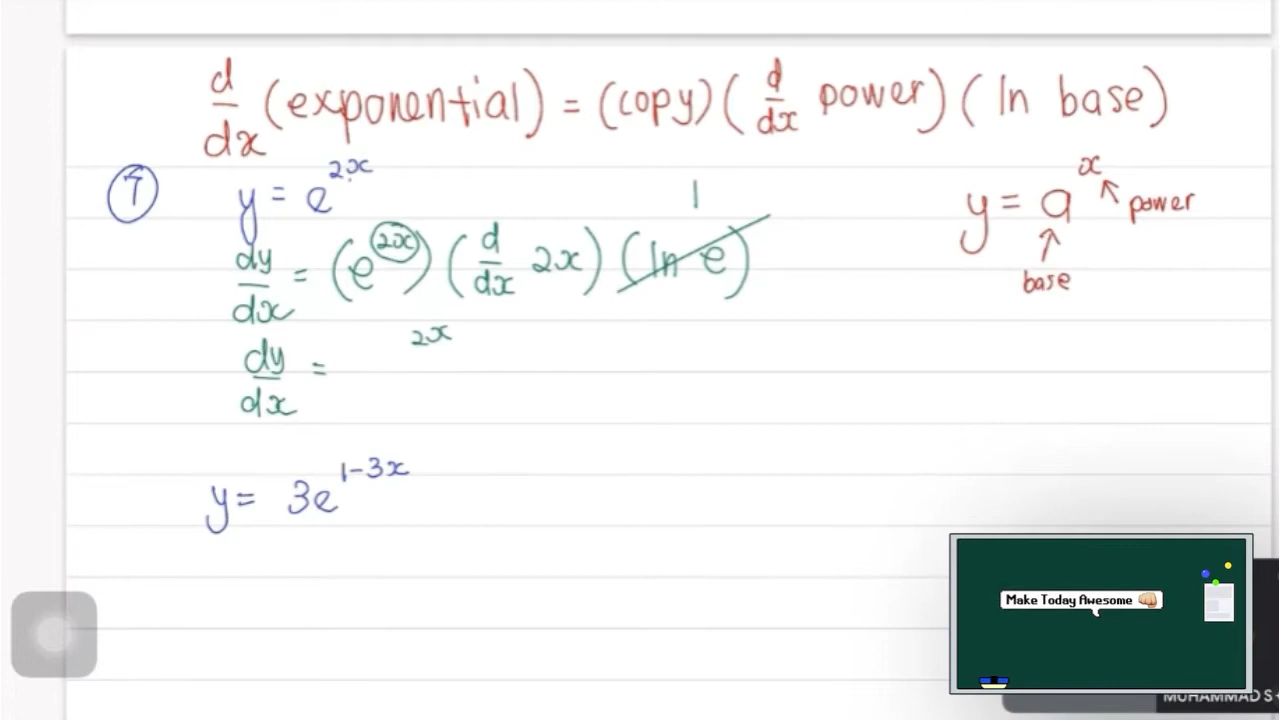 d/dx (exponential) = (copy) (d/dx power) (ln base)
↑ y = e^2x
dy/dx = (e^2x) (d/dx 2x) (ln e) 1
dy/dx = 2x
y = 3e^1-3x
y = a^x
power
base
Make Today Awesome 👊
MUHAMMAD S